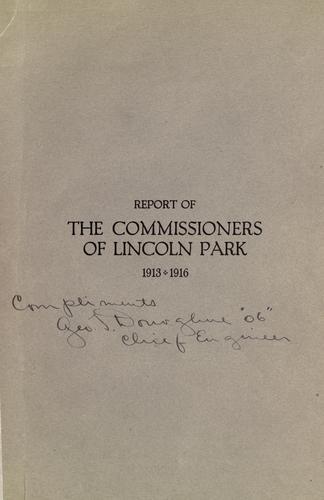 REPORT OF
THE COMMISSIONERS
OF LINCOLN PARK
1913 ❖ 1916
Compliments
Geo. T. Donoghue "06"
Chief Engineer